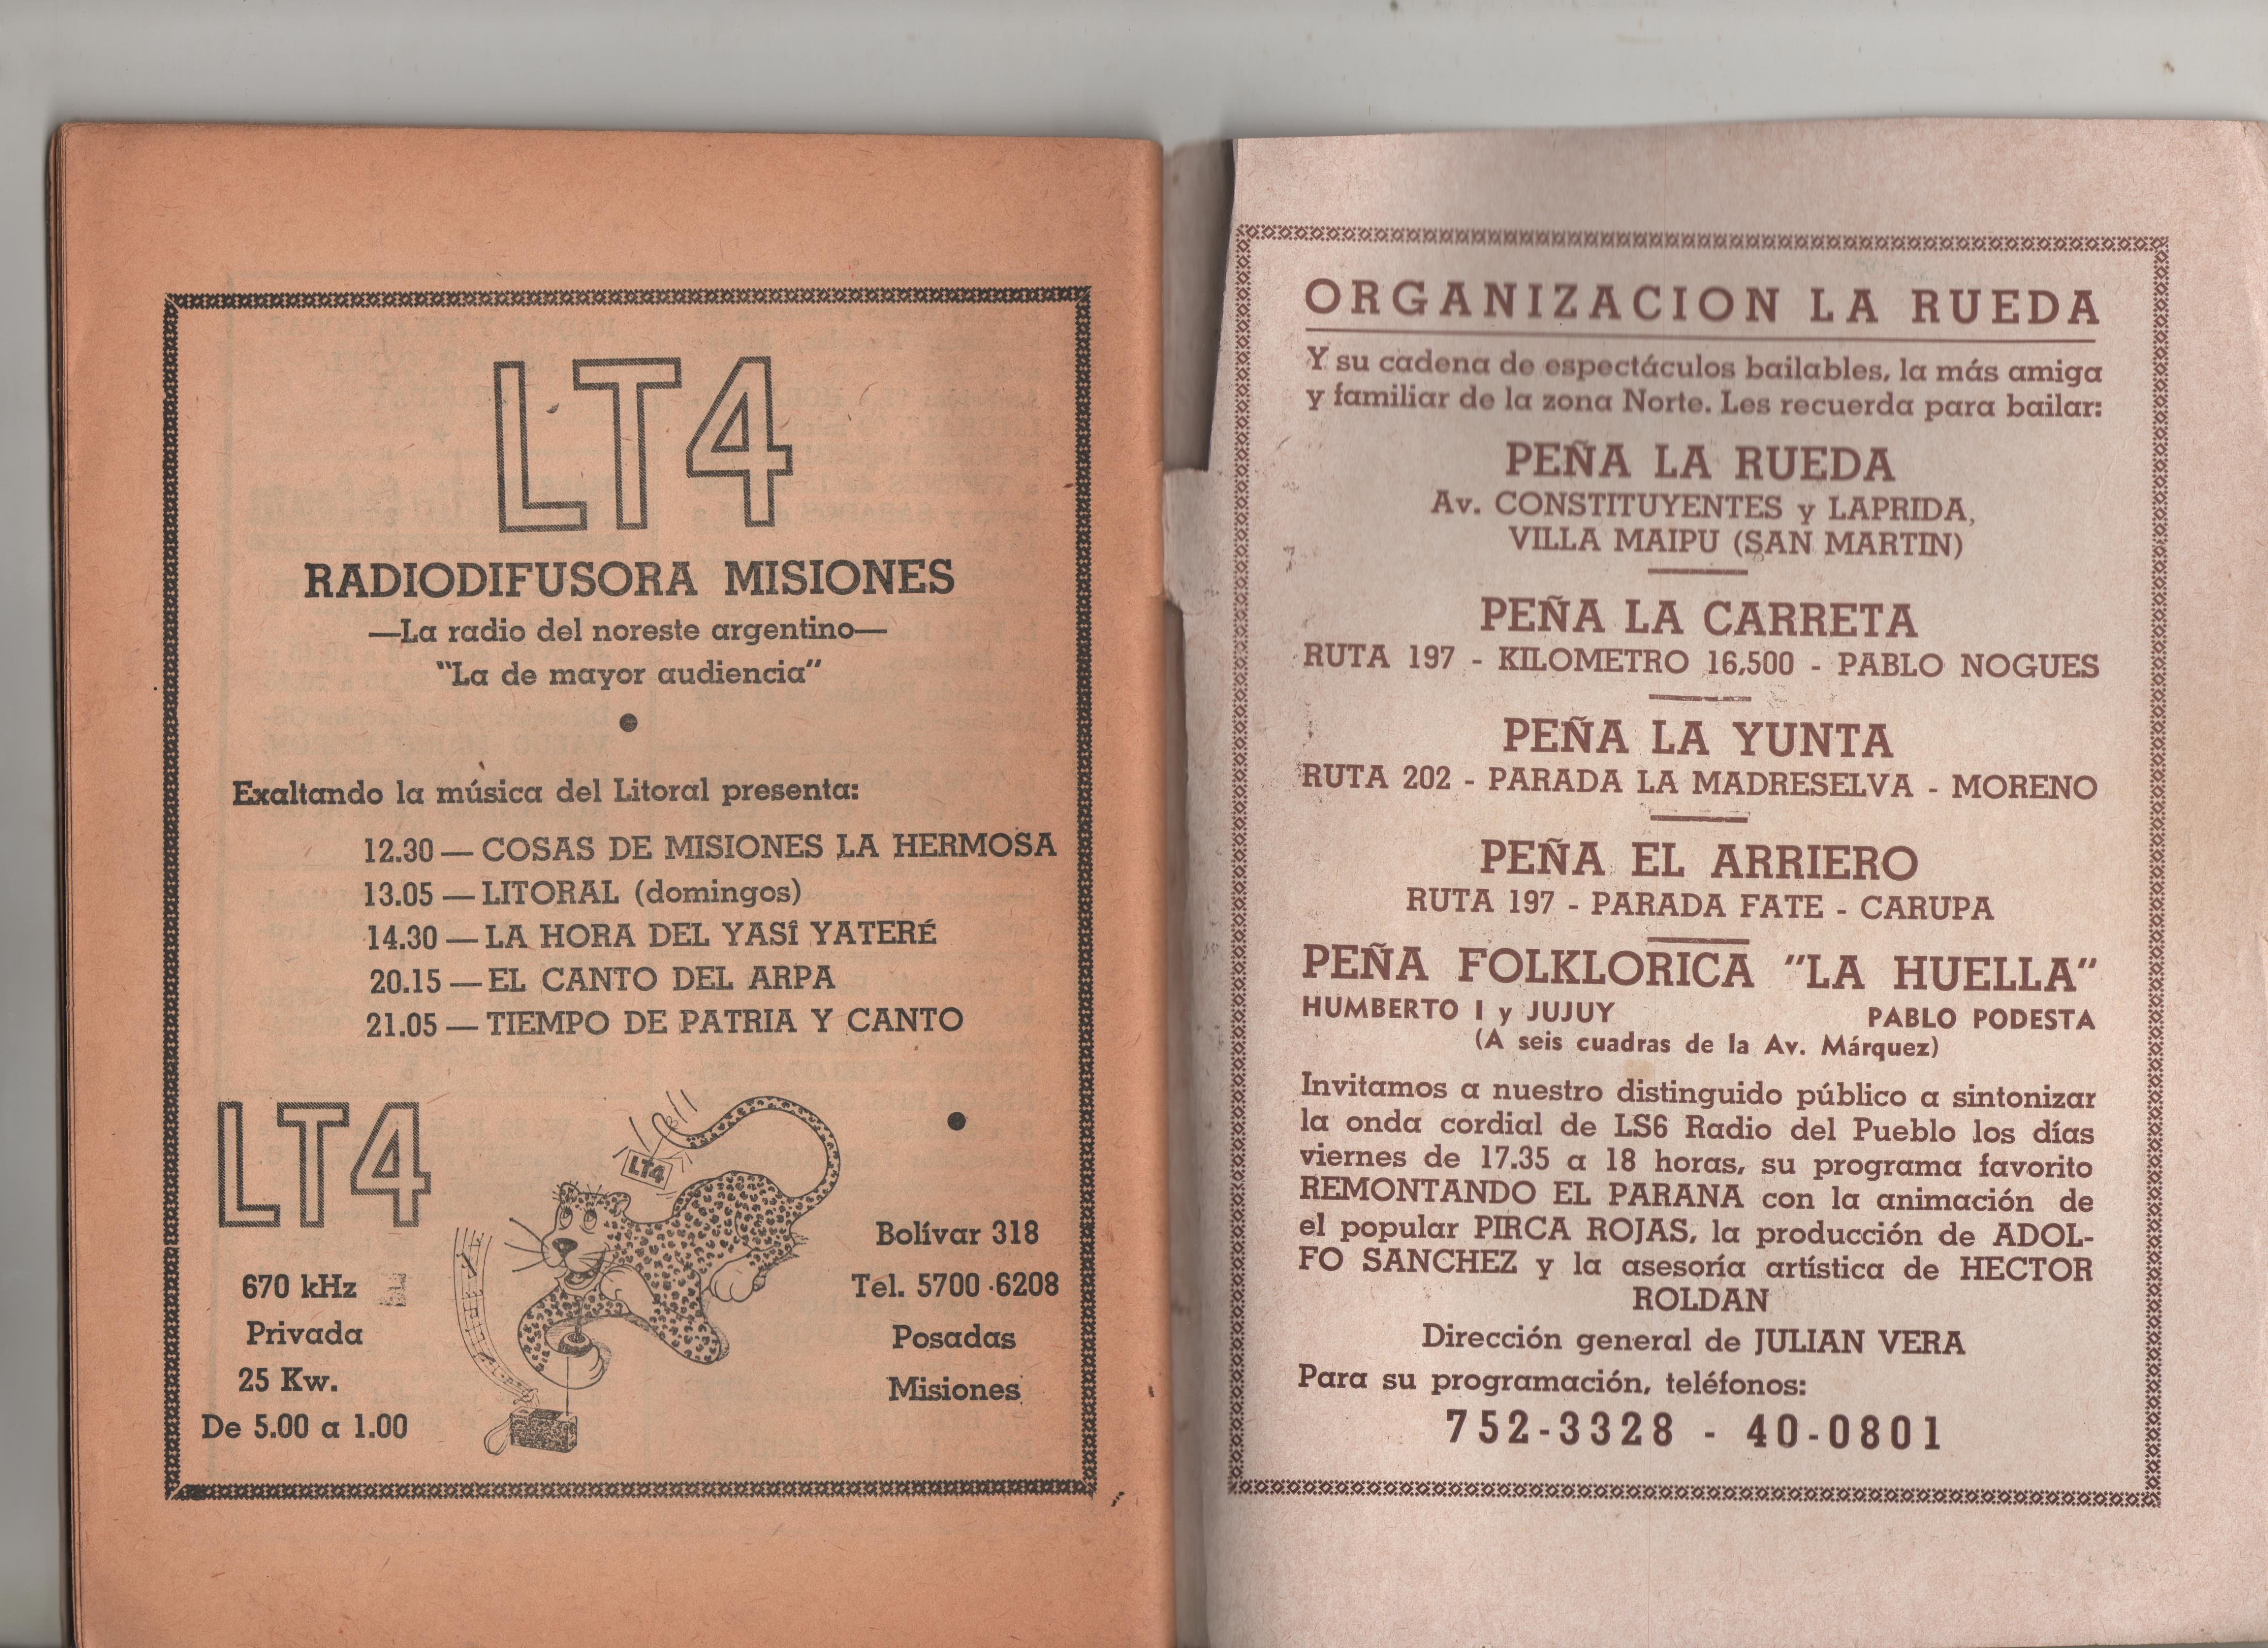 LT4
RADIODIFUSORA MISIONES
—La radio del noreste argentino—
"La de mayor audiencia"
Exaltando la música del Litoral presenta:
12.30 — COSAS DE MISIONES LA HERMOSA
13.05 — LITORAL (domingos)
14.30 — LA HORA DEL YASÎ YATERÉ
20.15 — EL CANTO DEL ARPA
21.05 — TIEMPO DE PATRIA Y CANTO
LT4
LT4
670 kHz
Privada
25 Kw.
De 5.00 a 1.00
Bolívar 318
Tel. 5700 - 6208
Posadas
Misiones
ORGANIZACION LA RUEDA
Y su cadena de espectáculos bailables, la más amiga
y familiar de la zona Norte. Les recuerda para bailar:
PEÑA LA RUEDA
Av. CONSTITUYENTES y LAPRIDA,
VILLA MAIPU (SAN MARTIN)
PEÑA LA CARRETA
RUTA 197 - KILOMETRO 16,500 - PABLO NOGUES
PEÑA LA YUNTA
RUTA 202 - PARADA LA MADRESELVA - MORENO
PEÑA EL ARRIERO
RUTA 197 - PARADA FATE - CARUPA
PEÑA FOLKLORICA "LA HUELLA"
HUMBERTO I y JUJUY PABLO PODESTA
(A seis cuadras de la Av. Márquez)
Invitamos a nuestro distinguido público a sintonizar
la onda cordial de LS6 Radio del Pueblo los días
viernes de 17.35 a 18 horas, su programa favorito
REMONTANDO EL PARANA con la animación de
el popular PIRCA ROJAS, la producción de ADOL-
FO SANCHEZ y la asesoría artística de HECTOR
ROLDAN
Dirección general de JULIAN VERA
Para su programación, teléfonos:
752-3328 - 40-0801